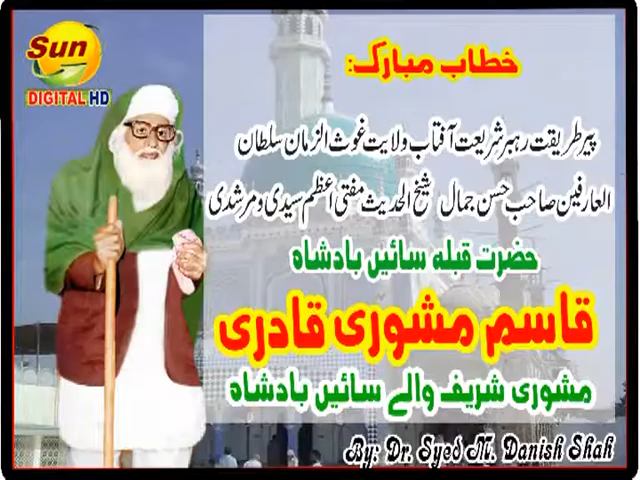 Sun
DIGITAL HD
خطاب مبارک:
پیر طریقت رہبر شریعت آفتاب ولایت غوث الزمان سلطان
العارفین صاحب حسن جمال شیخ الحدیث مفتی اعظم سیدی و مرشدی
حضرت قبلہ سائیں بادشاہ
قاسم مشوری قادری
مشوری شریف والے سائیں بادشاہ
By: Dr. Syed M. Danish Shah